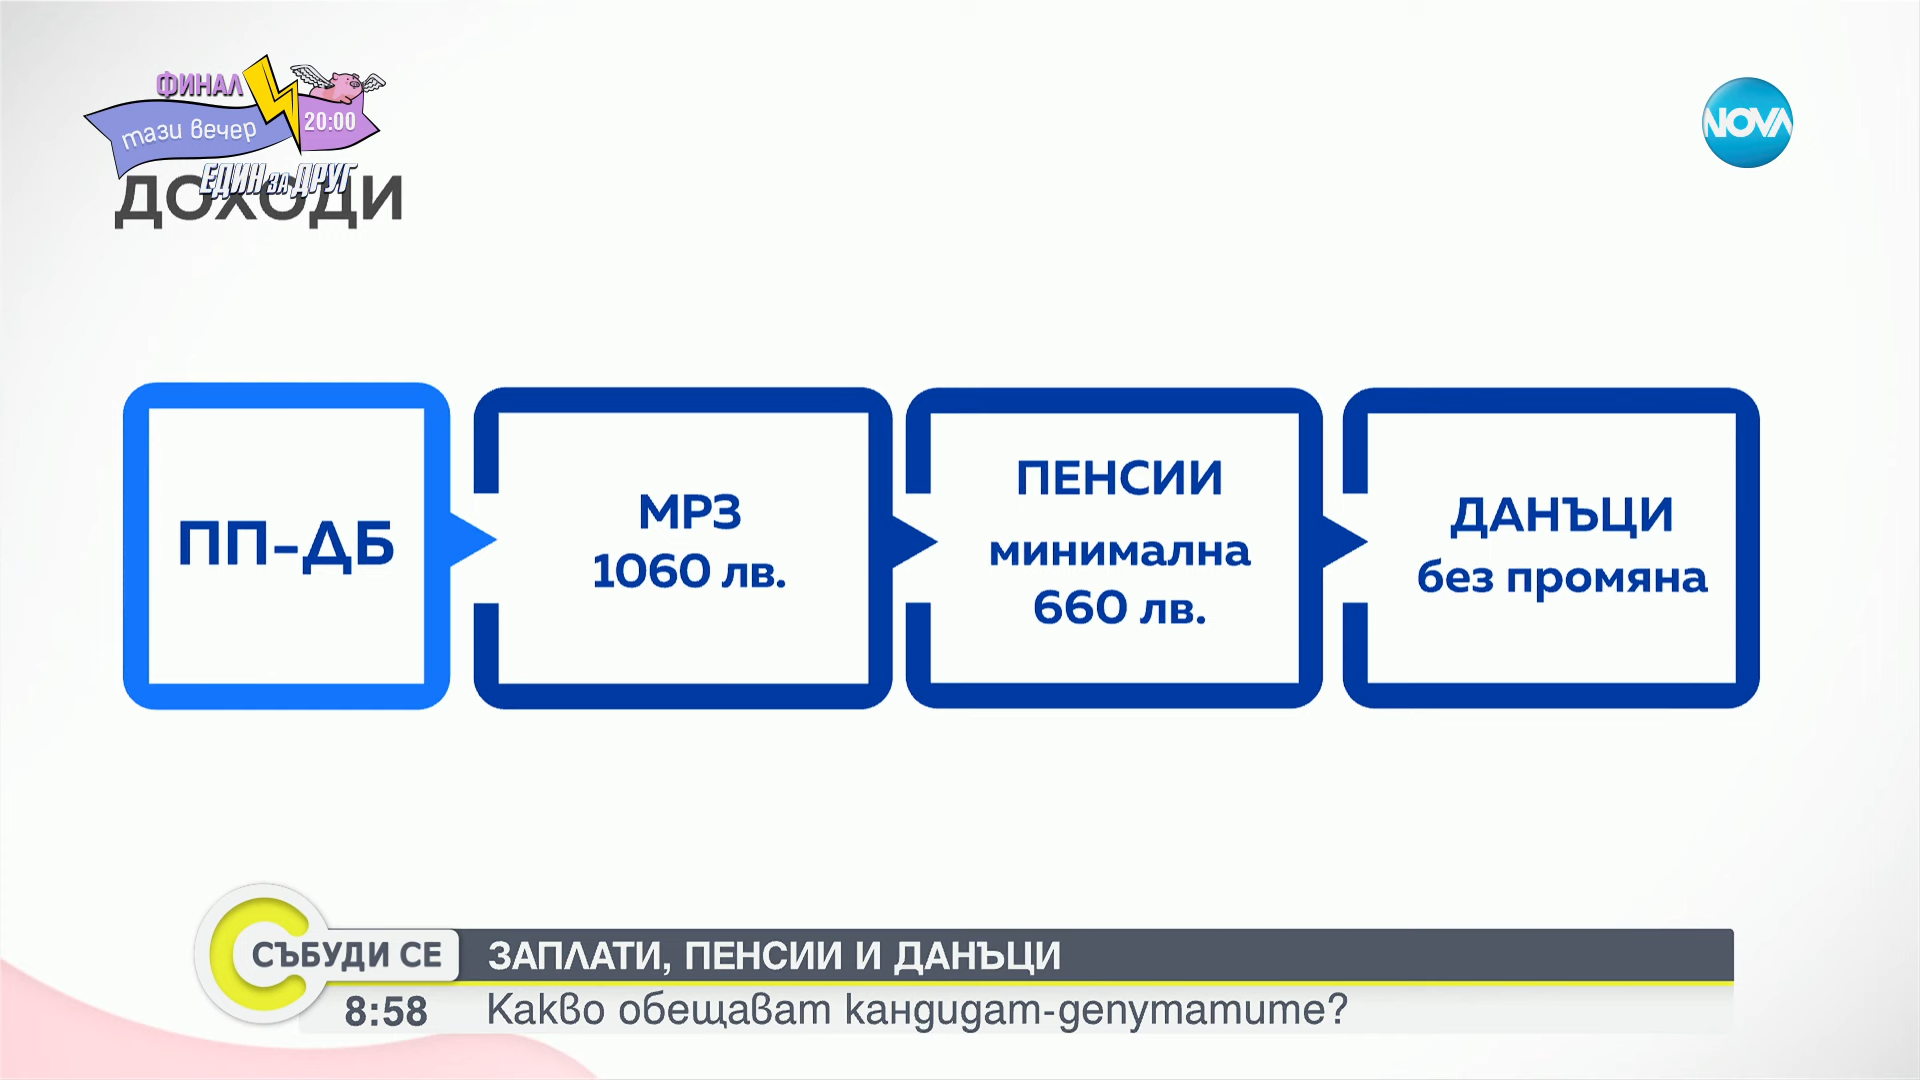 ФИНАЛ
тази вечер
20:00
ЕДИН ЗА ДРУГ
ДОХОДИ
NOVA
ПП-ДБ
МРЗ
1060 лв.
ПЕНСИИ
минимална
660 лв.
ДАНЪЦИ
без промяна
СЪБУДИ СЕ
ЗАПЛАТИ, ПЕНСИИ И ДАНЪЦИ
8:58
Какво обещават кандидат-депутатите?